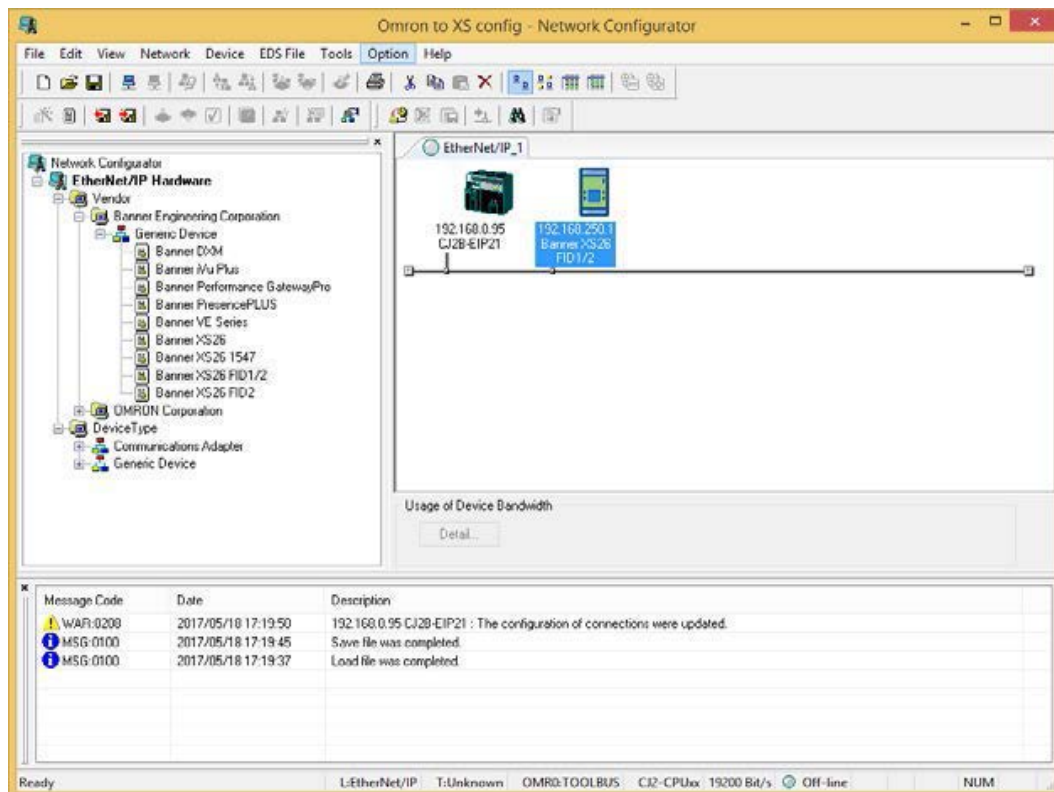 Omron to XS config - Network Configurator
File Edit View Network Device EDS File Tools Option Help
Network Configurator
EtherNet/IP Hardware
Vendor
Banner Engineering Corporation
Generic Device
Banner DXM
Banner iVu Plus
Banner Performance GatewayPro
Banner PresencePLUS
Banner VE Series
Banner XS26
Banner XS26 1547
Banner XS26 FID1/2
Banner XS26 FID2
OMRON Corporation
DeviceType
Communications Adapter
Generic Device
EtherNet/IP_1
192.168.0.95
CJ2B-EIP21
192.168.250.1
Banner XS26
FID1/2
Usage of Device Bandwidth
Detail...
Message Code Date Description
WAR:0208 2017/05/18 17:19:50 192.168.0.95 CJ2B-EIP21 : The configuration of connections were updated.
MSG:0100 2017/05/18 17:19:45 Save file was completed.
MSG:0100 2017/05/18 17:19:37 Load file was completed.
Ready L:EtherNet/IP T:Unknown OMR0:TOOLBUS CJ2-CPUxx 19200 Bit/s Off-line NUM